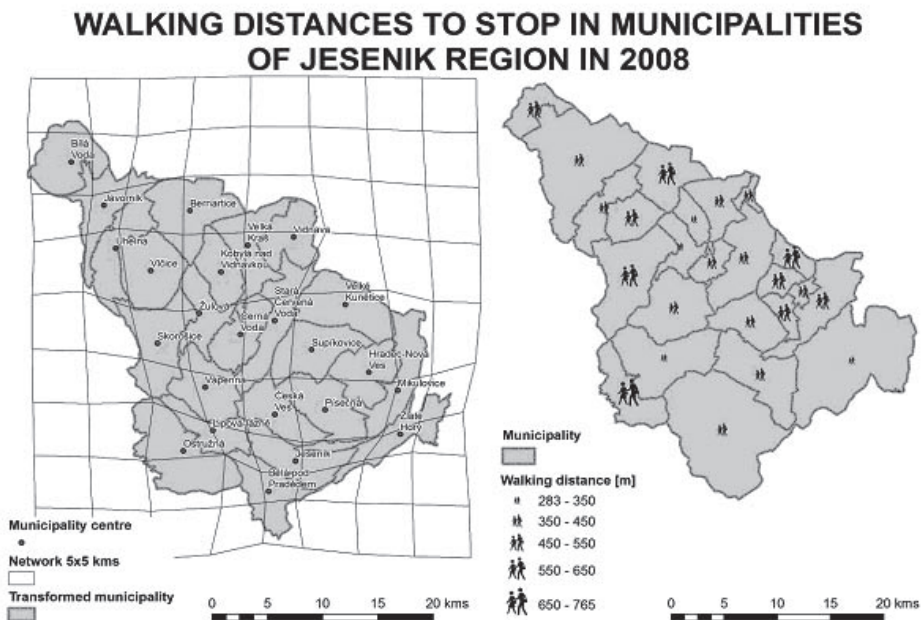 WALKING DISTANCES TO STOP IN MUNICIPALITIES
OF JESENIK REGION IN 2008
Bílá
Voda
Javorník
Bernartice
Velká
Kraš
Vidnava
Uhelná
Kobylá nad
Vidnavkou
Vlčice
Stará
Červená
Voda
Velké
Kunětice
Žulová
Černá
Voda
Skorošice
Supíkovice
Hradec-Nová
Ves
Vápenná
Mikulovice
Česká
Ves
Písečná
Zlaté
Hory
Lipová-lázně
Ostružná
Jeseník
Bělá pod
Pradědem
Municipality centre
Network 5x5 kms
Transformed municipality
0 5 10 15 20 kms
Municipality
Walking distance [m]
283 - 350
350 - 450
450 - 550
550 - 650
650 - 765
0 5 10 15 20 kms